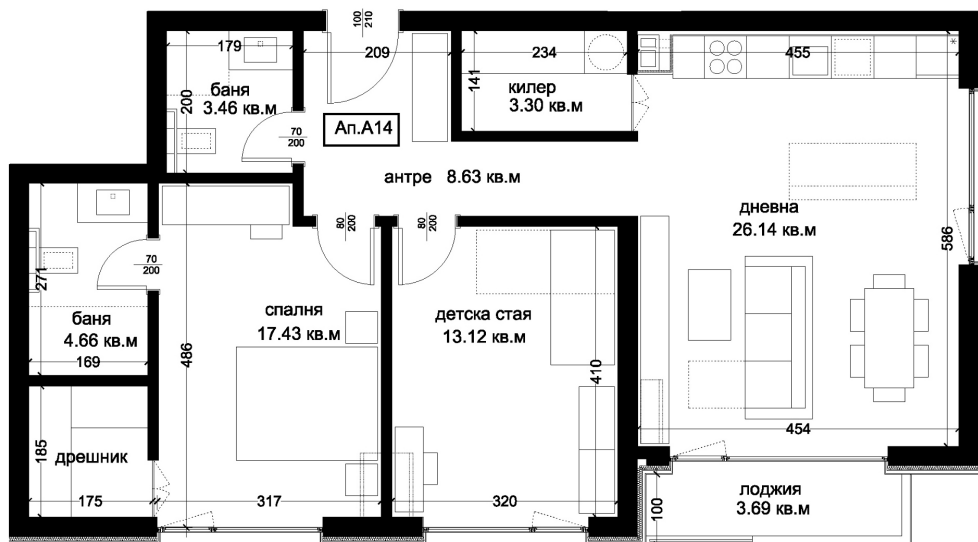 100
210
179
209
234
455
баня
3.46 кв.м
200
70
200
Ап.А14
141
килер
3.30 кв.м
*
антре 8.63 кв.м
дневна
26.14 кв.м
586
80
200
80
200
271
70
200
баня
4.66 кв.м
169
486
спалня
17.43 кв.м
детска стая
13.12 кв.м
410
454
185
дрешник
175
317
320
100
лоджия
3.69 кв.м